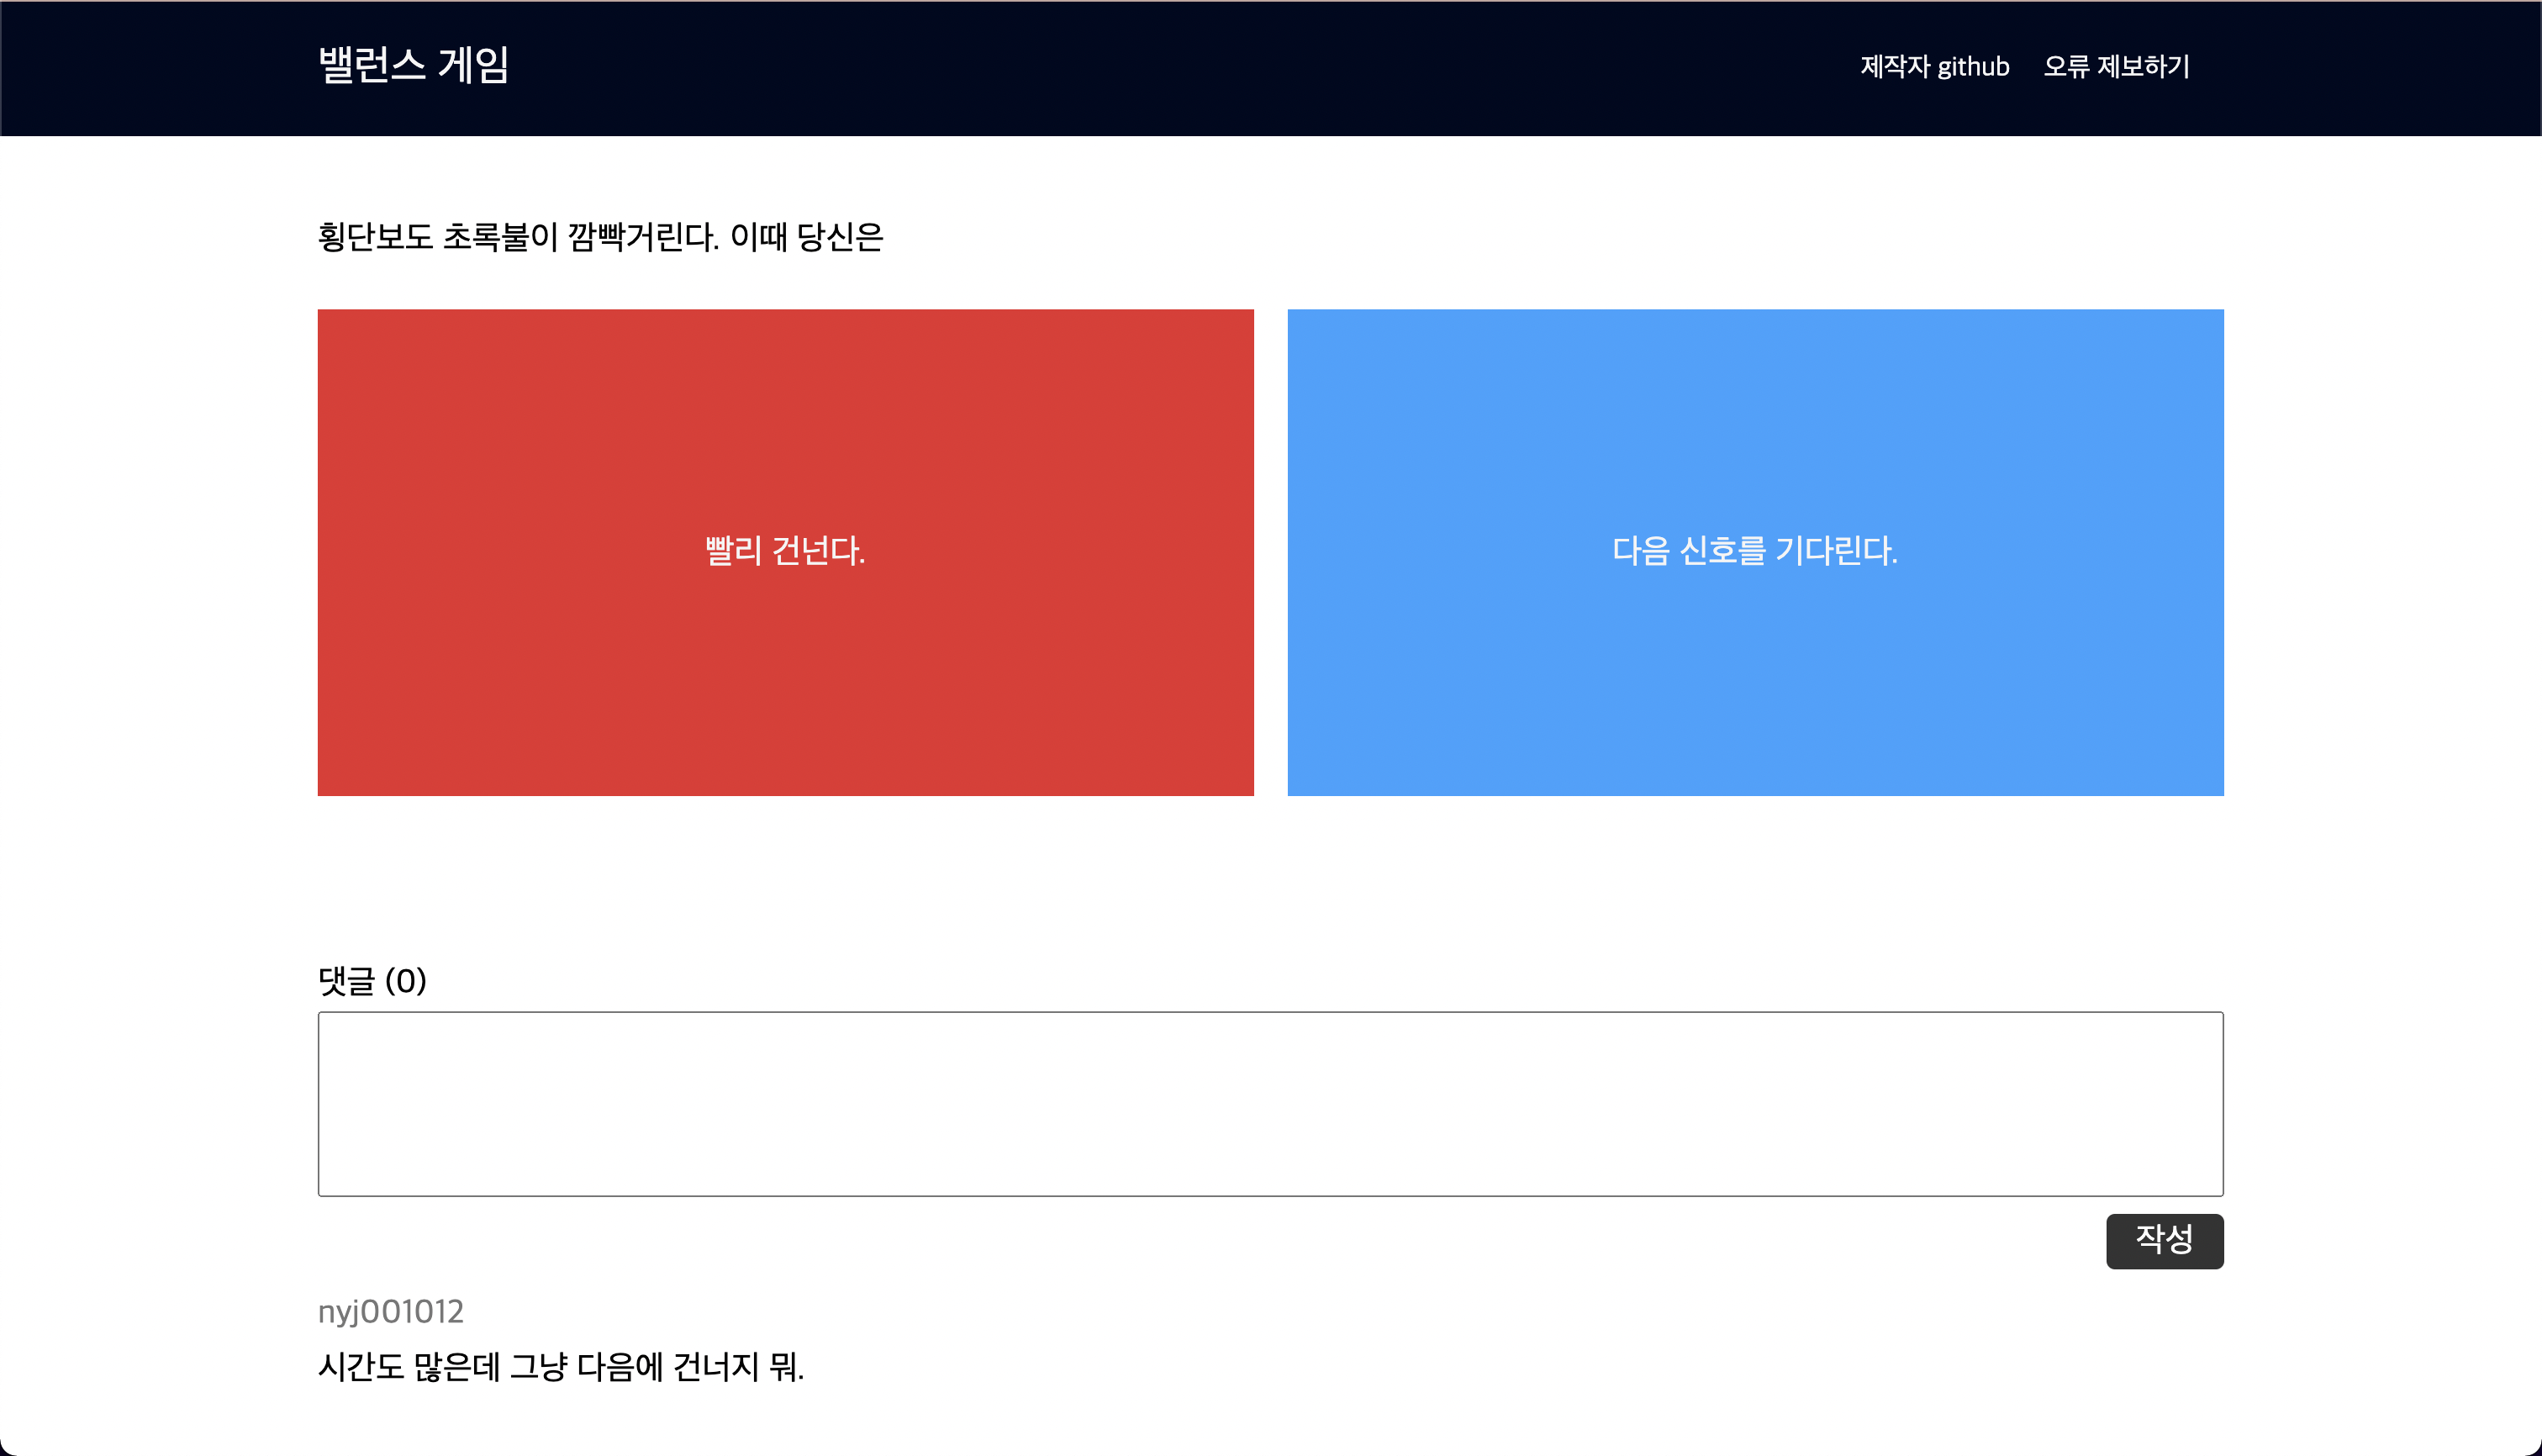 밸런스 게임
제작자 github 오류 제보하기
횡단보도 초록불이 깜빡거린다. 이때 당신은
빨리 건넌다.
다음 신호를 기다린다.
댓글 (0)
작성
nyj001012
시간도 많은데 그냥 다음에 건너지 뭐.